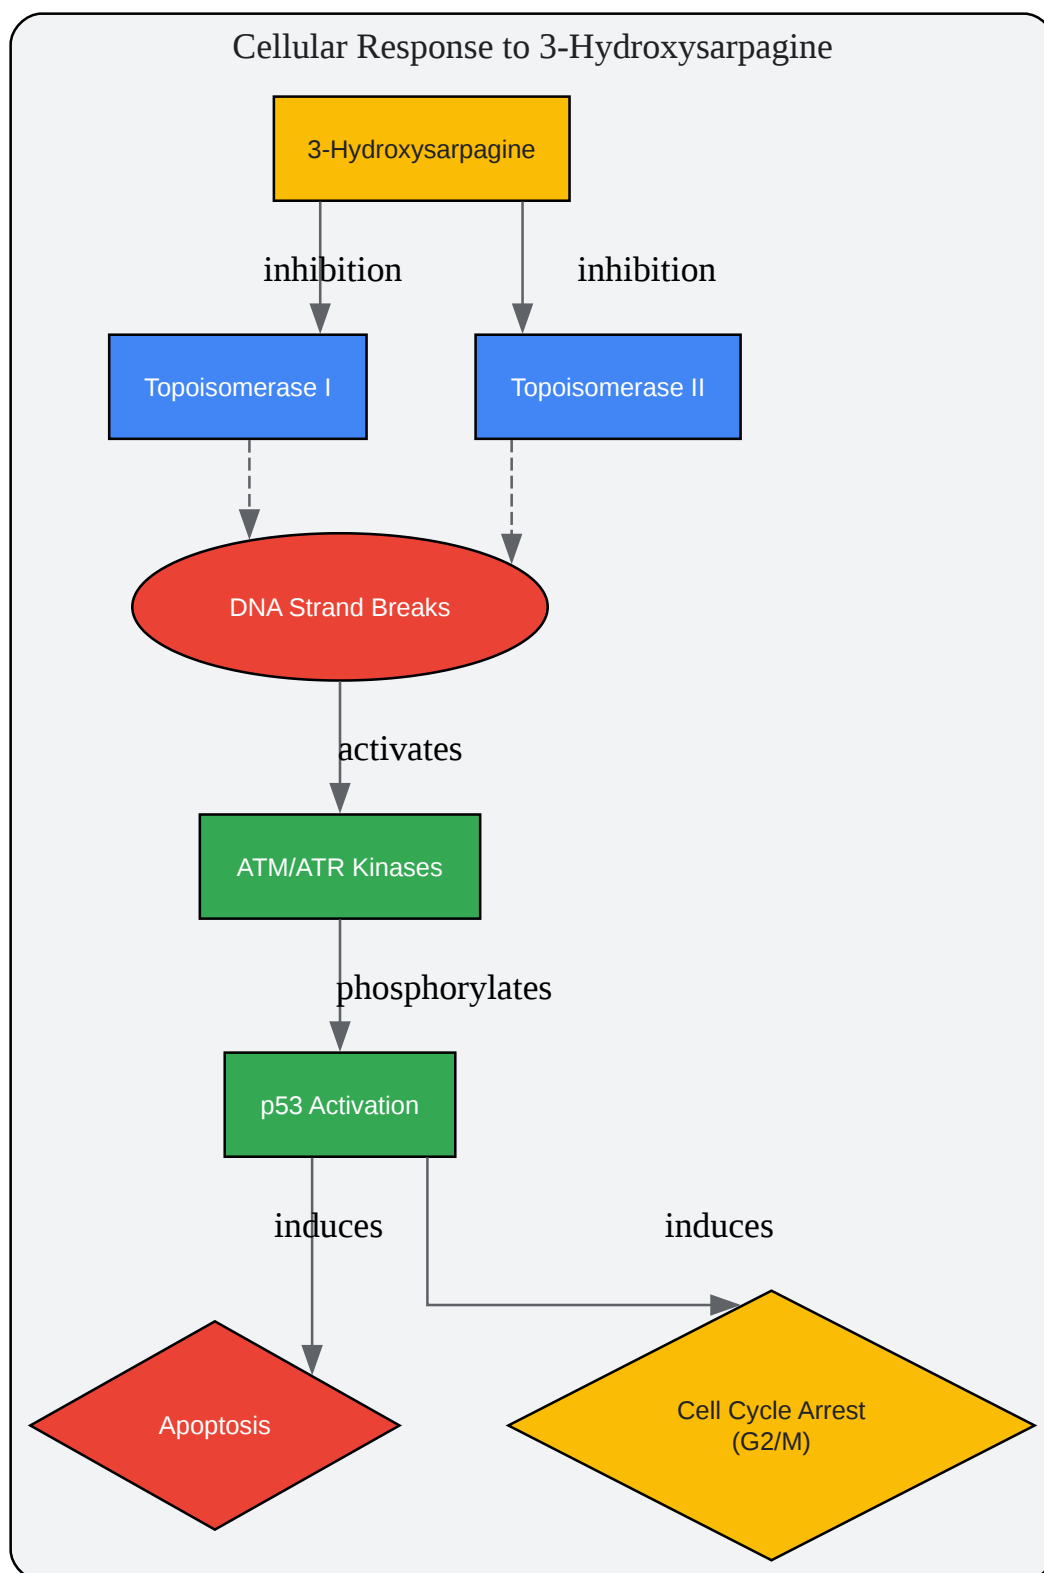 Cellular Response to 3-Hydroxysarpagine
3-Hydroxysarpagine
inhibition
inhibition
Topoisomerase I
Topoisomerase II
DNA Strand Breaks
activates
ATM/ATR Kinases
phosphorylates
p53 Activation
induces
induces
Apoptosis
Cell Cycle Arrest
(G2/M)